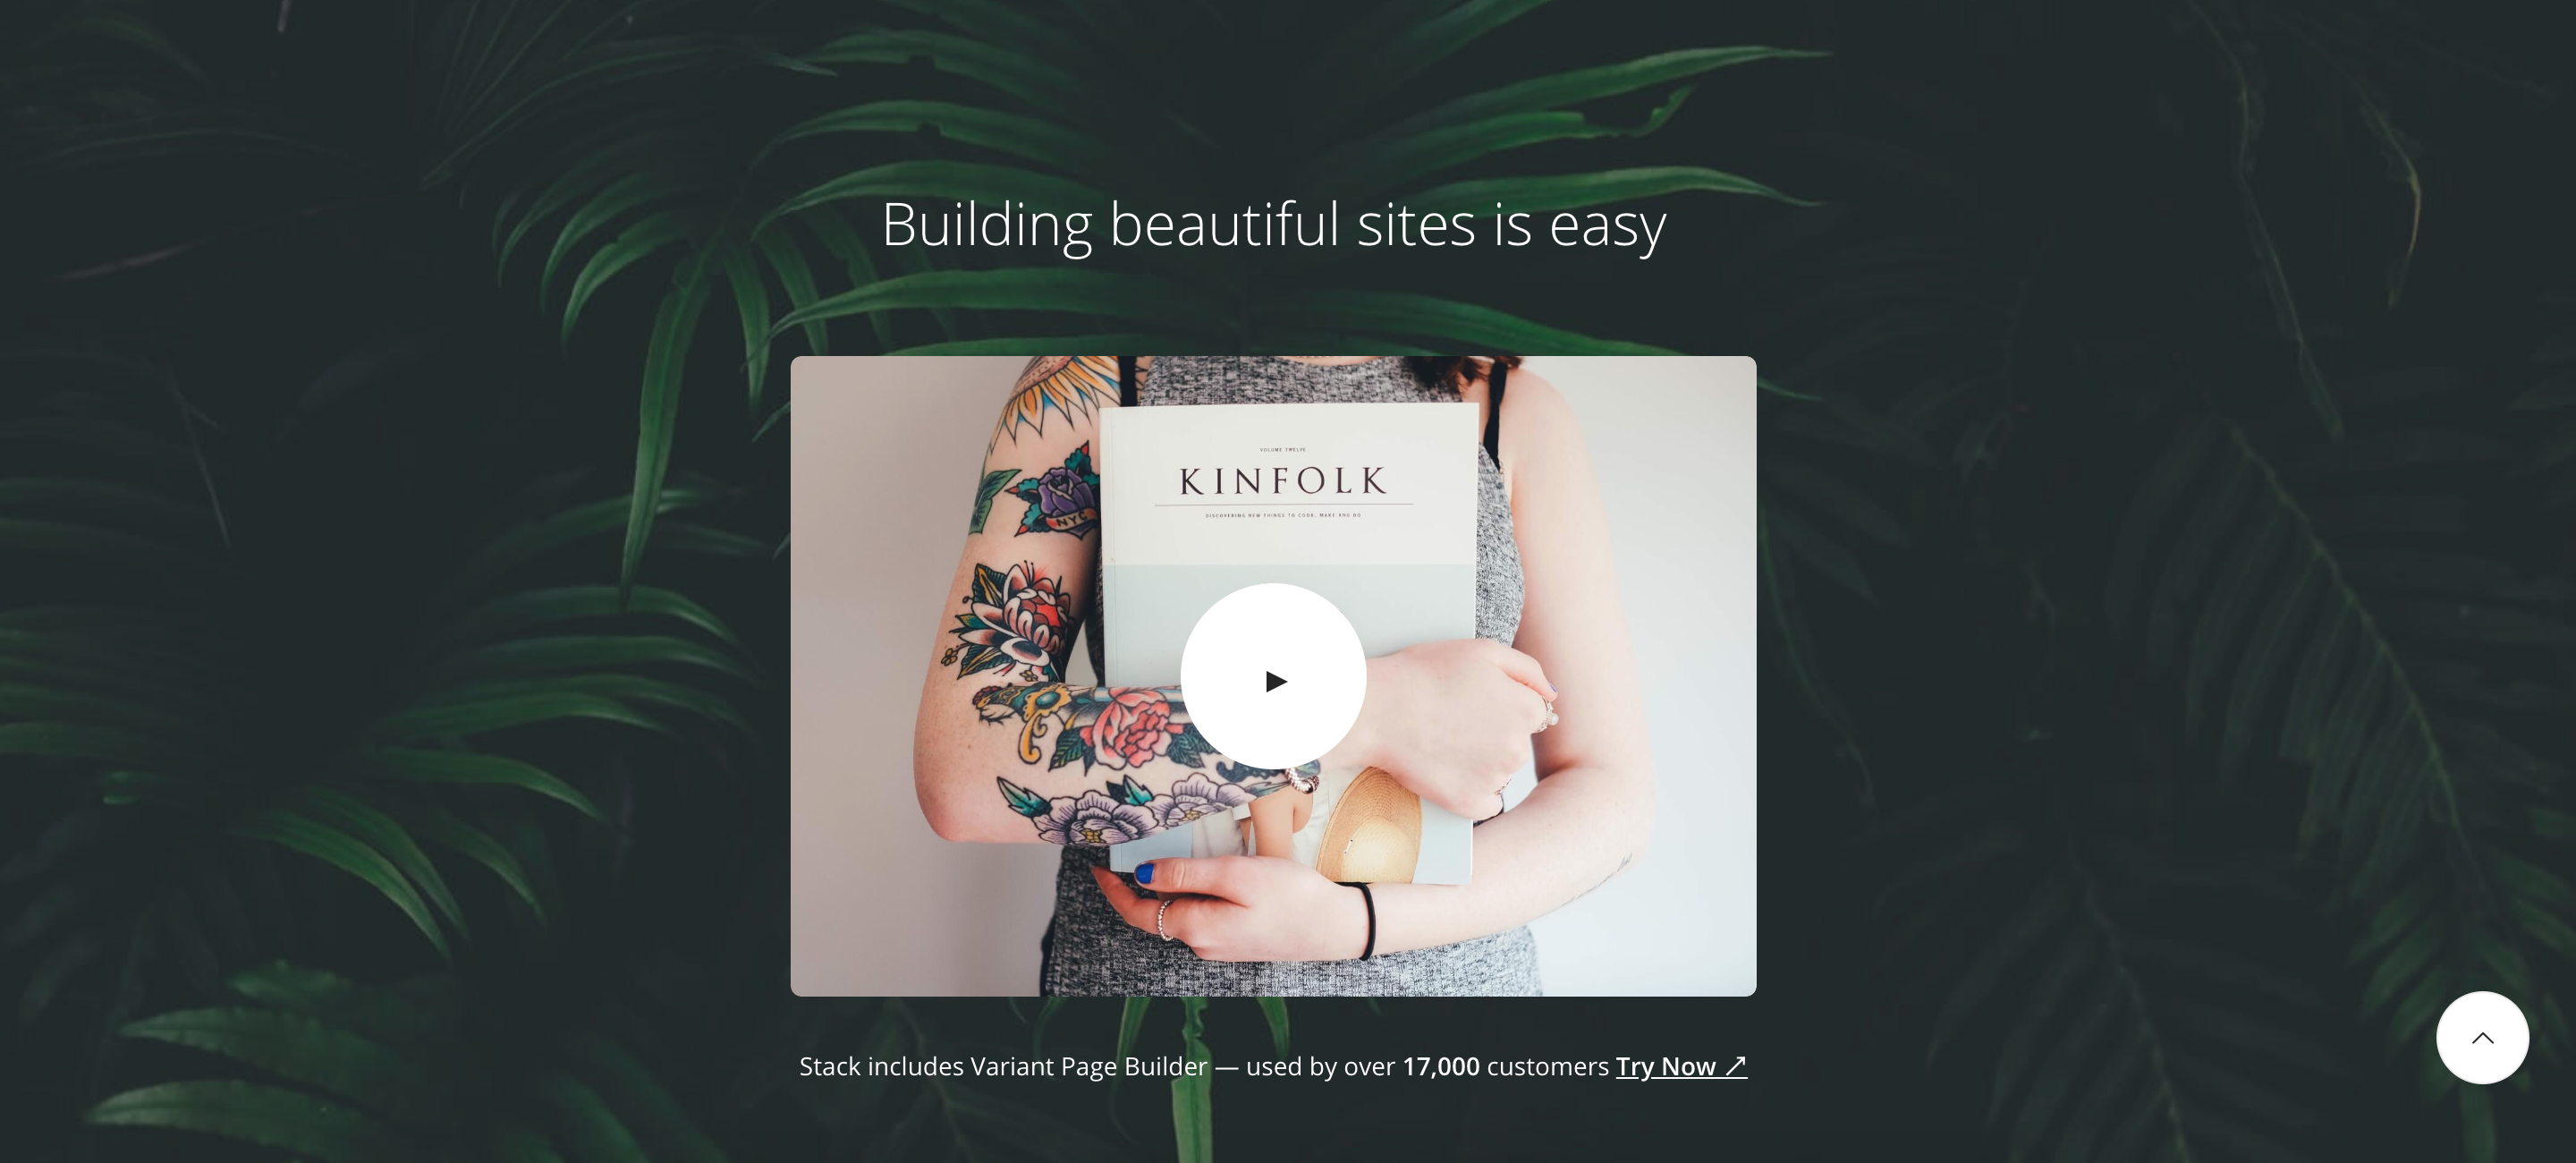 Building beautiful sites is easy
VOLUME TWELVE
KINFOLK
DISCOVERING NEW THINGS TO COOK, MAKE AND DO
NYC
Stack includes Variant Page Builder — used by over 17,000 customers Try Now ↗